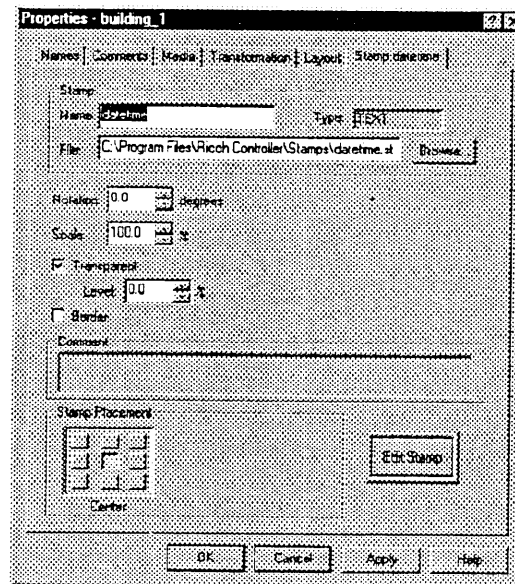 Properties - building_1
Names Comments Media Transformation Layout Stamp datetime
Stamp
Name: datetime Type: TEXT
File: C:\Program Files\Ricoh Controller\Stamps\datetime.st Browse...
Rotation: 0.0 degrees
Scale: 100.0 %
Transparent
Level: 0.0 %
Border
Comment
Stamp Placement
Center
Edit Stamp
OK Cancel Apply Help